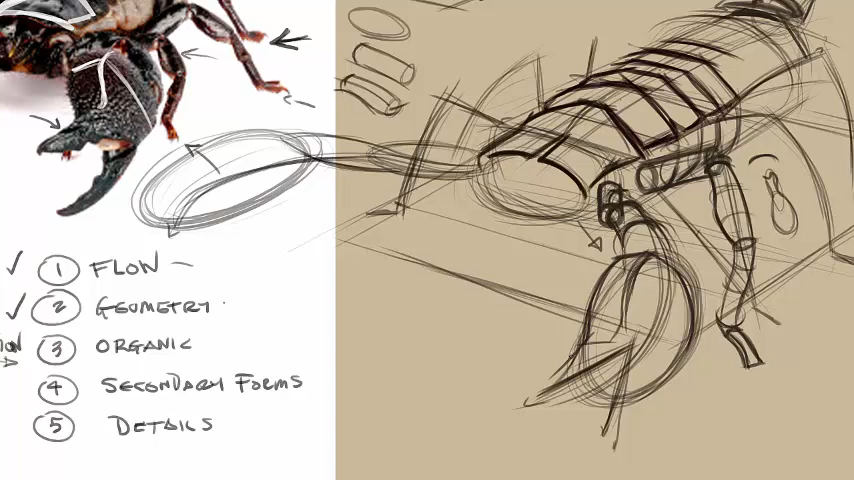 1 FLOW
2 GEOMETRY
3 ORGANIC
4 SECONDARY FORMS
5 DETAILS